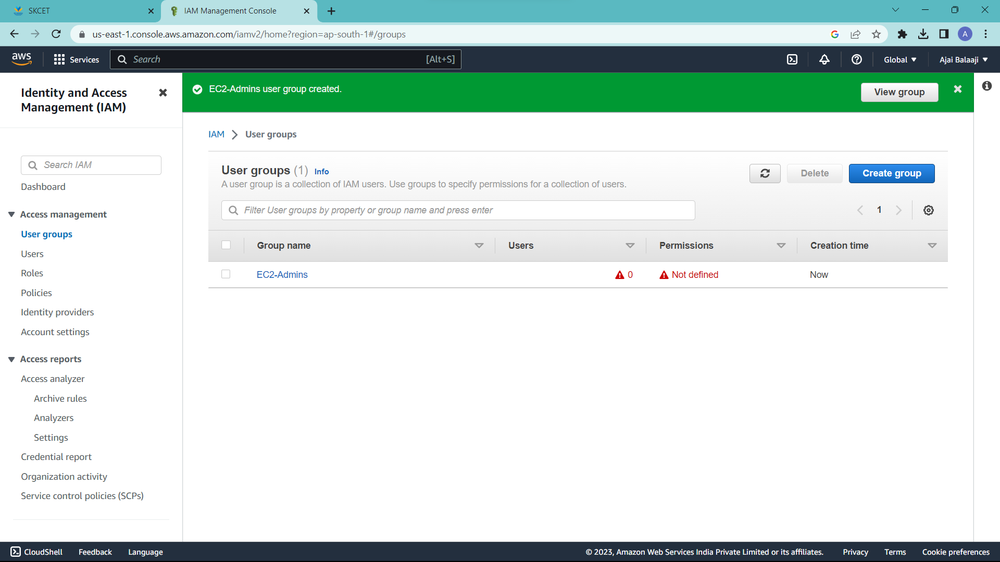 SKCET
IAM Management Console
us-east-1.console.aws.amazon.com/iamv2/home?region=ap-south-1#/groups
A
aws
Services
Search
[Alt+S]
Global
Ajai Balaaji
Identity and Access
Management (IAM)
Search IAM
Dashboard
Access management
User groups
Users
Roles
Policies
Identity providers
Account settings
Access reports
Access analyzer
Archive rules
Analyzers
Settings
Credential report
Organization activity
Service control policies (SCPs)
EC2-Admins user group created.
View group
IAM
User groups
User groups (1) Info
A user group is a collection of IAM users. Use groups to specify permissions for a collection of users.
Delete
Create group
Filter User groups by property or group name and press enter
1
Group name
Users
Permissions
Creation time
EC2-Admins
0
Not defined
Now
CloudShell
Feedback
Language
© 2023, Amazon Web Services India Private Limited or its affiliates.
Privacy
Terms
Cookie preferences